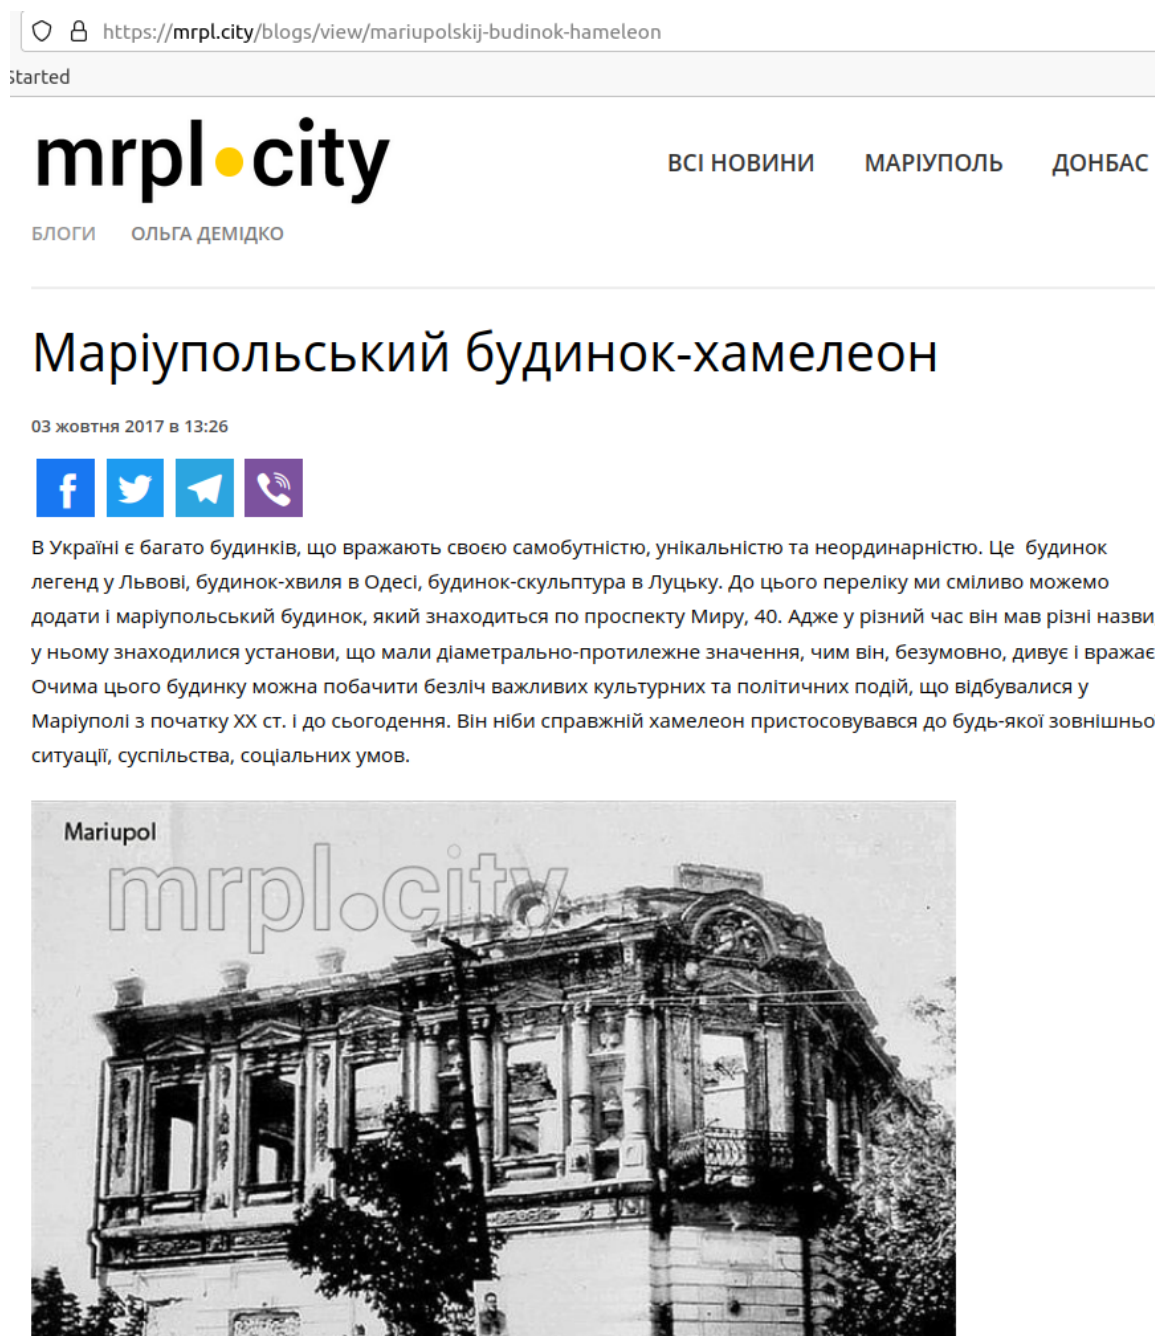 https://mrpl.city/blogs/view/mariupolskij-budinok-hameleon
Started
mrpl.city
ВСІ НОВИНИ МАРІУПОЛЬ ДОНБАС
БЛОГИ ОЛЬГА ДЕМІДКО
Маріупольський будинок-хамелеон
03 жовтня 2017 в 13:26
В Україні є багато будинків, що вражають своєю самобутністю, унікальністю та неординарністю. Це будинок
легенд у Львові, будинок-хвиля в Одесі, будинок-скульптура в Луцьку. До цього переліку ми сміливо можемо
додати і маріупольський будинок, який знаходиться по проспекту Миру, 40. Адже у різний час він мав різні назви
у ньому знаходилися установи, що мали діаметрально-протилежне значення, чим він, безумовно, дивує і вражає
Очима цього будинку можна побачити безліч важливих культурних та політичних подій, що відбувалися у
Маріуполі з початку ХХ ст. і до сьогодення. Він ніби справжній хамелеон пристосовувався до будь-якої зовнішньо
ситуації, суспільства, соціальних умов.
Mariupol
mrpl.city